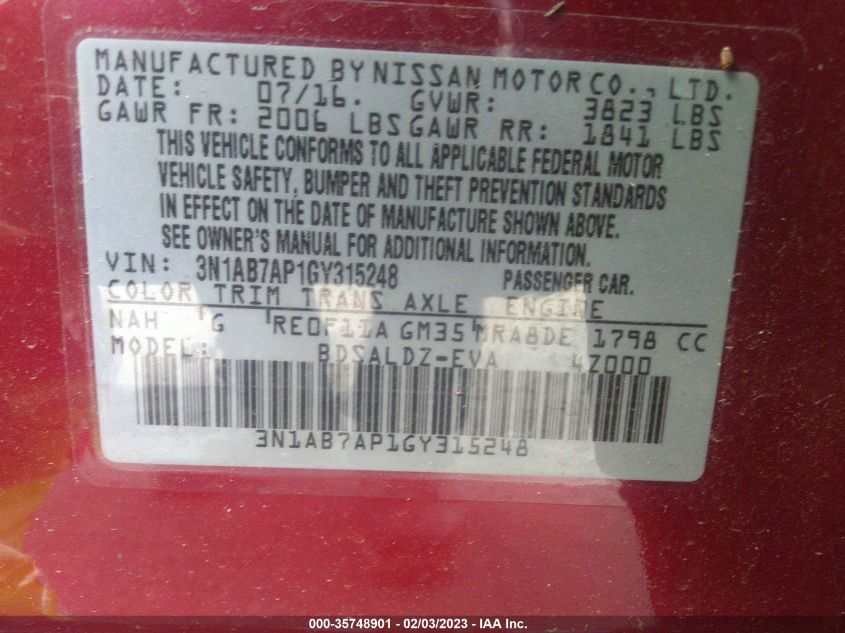 MANUFACTURED BY NISSAN MOTOR CO., LTD.
DATE: 07/16. GVWR: 3823 LBS
GAWR FR: 2006 LBS GAWR RR: 1841 LBS
THIS VEHICLE CONFORMS TO ALL APPLICABLE FEDERAL MOTOR
VEHICLE SAFETY, BUMPER AND THEFT PREVENTION STANDARDS
IN EFFECT ON THE DATE OF MANUFACTURE SHOWN ABOVE.
SEE OWNER'S MANUAL FOR ADDITIONAL INFORMATION.
VIN: 3N1AB7AP1GY315248 PASSENGER CAR.
COLOR TRIM TRANS AXLE ENGINE
NAH G RE0F11A GM35 MRA8DE 1798 CC
MODEL: BDSALDZ-EVA 4Z000
3N1AB7AP1GY315248
000-35748901 - 02/03/2023 - IAA Inc.